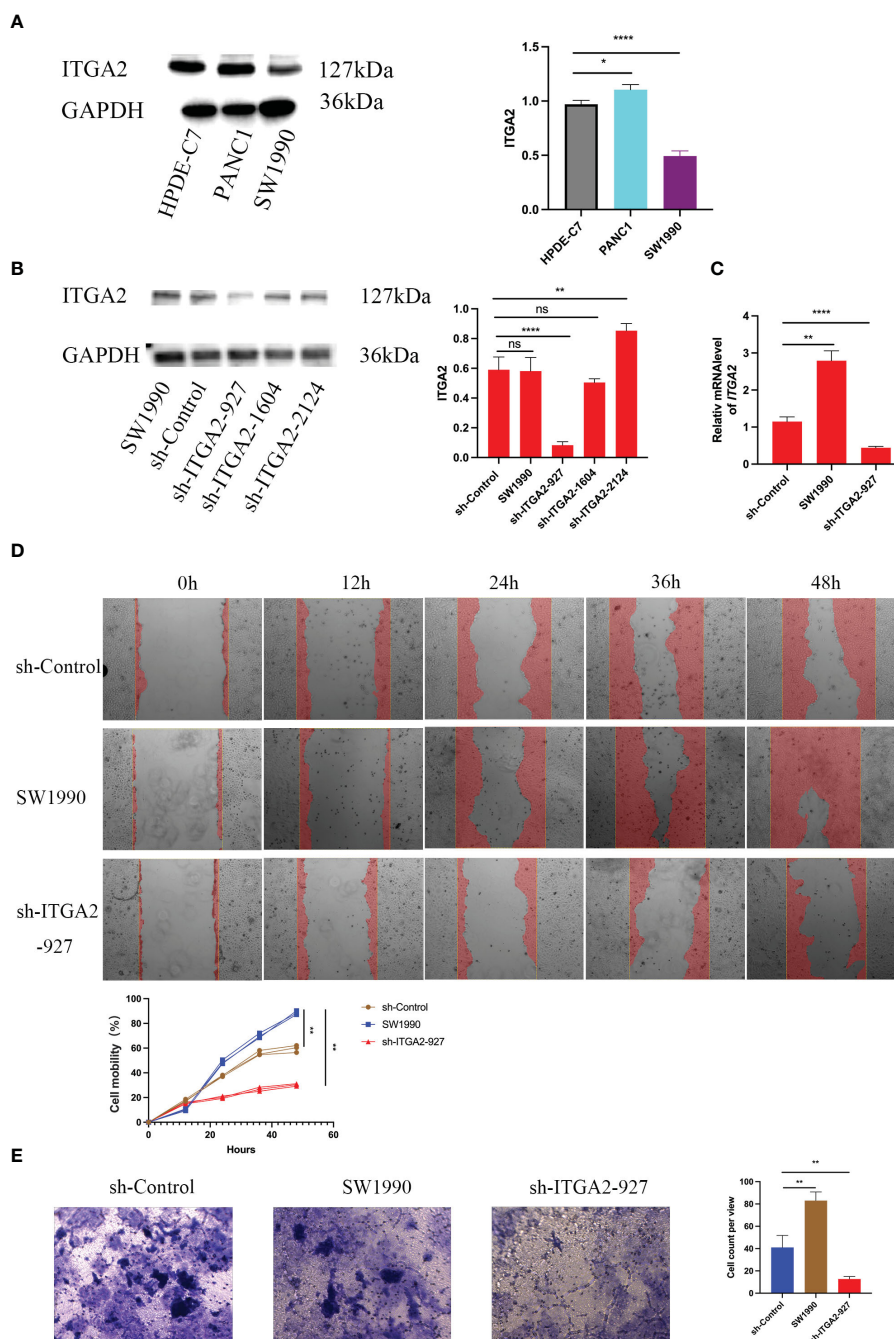 A
ITGA2
127kDa
GAPDH
36kDa
HPDE-C7
PANC1
SW1990
ITGA2
1.5
1.0
0.5
0.0
****
*
HPDE-C7
PANC1
SW1990
B
ITGA2
127kDa
GAPDH
36kDa
SW1990
sh-Control
sh-ITGA2-927
sh-ITGA2-1604
sh-ITGA2-2124
ITGA2
1.0
0.8
0.6
0.4
0.2
0.0
**
ns
****
ns
sh-Control
SW1990
sh-ITGA2-927
sh-ITGA2-1604
sh-ITGA2-2124
C
Relative mRNAlevel
of ITGA2
4
3
2
1
0
****
**
sh-Control
SW1990
sh-ITGA2-927
D
0h 12h 24h 36h 48h
sh-Control
SW1990
sh-ITGA2
-927
Cell mobility (%)
100
80
60
40
20
0
0 20 40 60
Hours
**
**
sh-Control
SW1990
sh-ITGA2-927
E
sh-Control SW1990 sh-ITGA2-927
Cell count per view
100
80
60
40
20
0
**
**
sh-Control
SW1990
sh-ITGA2-927